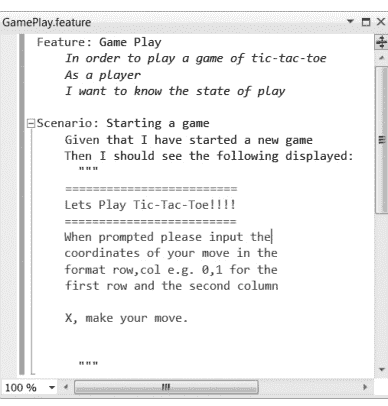 GamePlay.feature
Feature: Game Play
In order to play a game of tic-tac-toe
As a player
I want to know the state of play
Scenario: Starting a game
Given that I have started a new game
Then I should see the following displayed:
"""
=========================
Lets Play Tic-Tac-Toe!!!!
=========================
When prompted please input the
coordinates of your move in the
format row,col e.g. 0,1 for the
first row and the second column
X, make your move.
"""
100 %